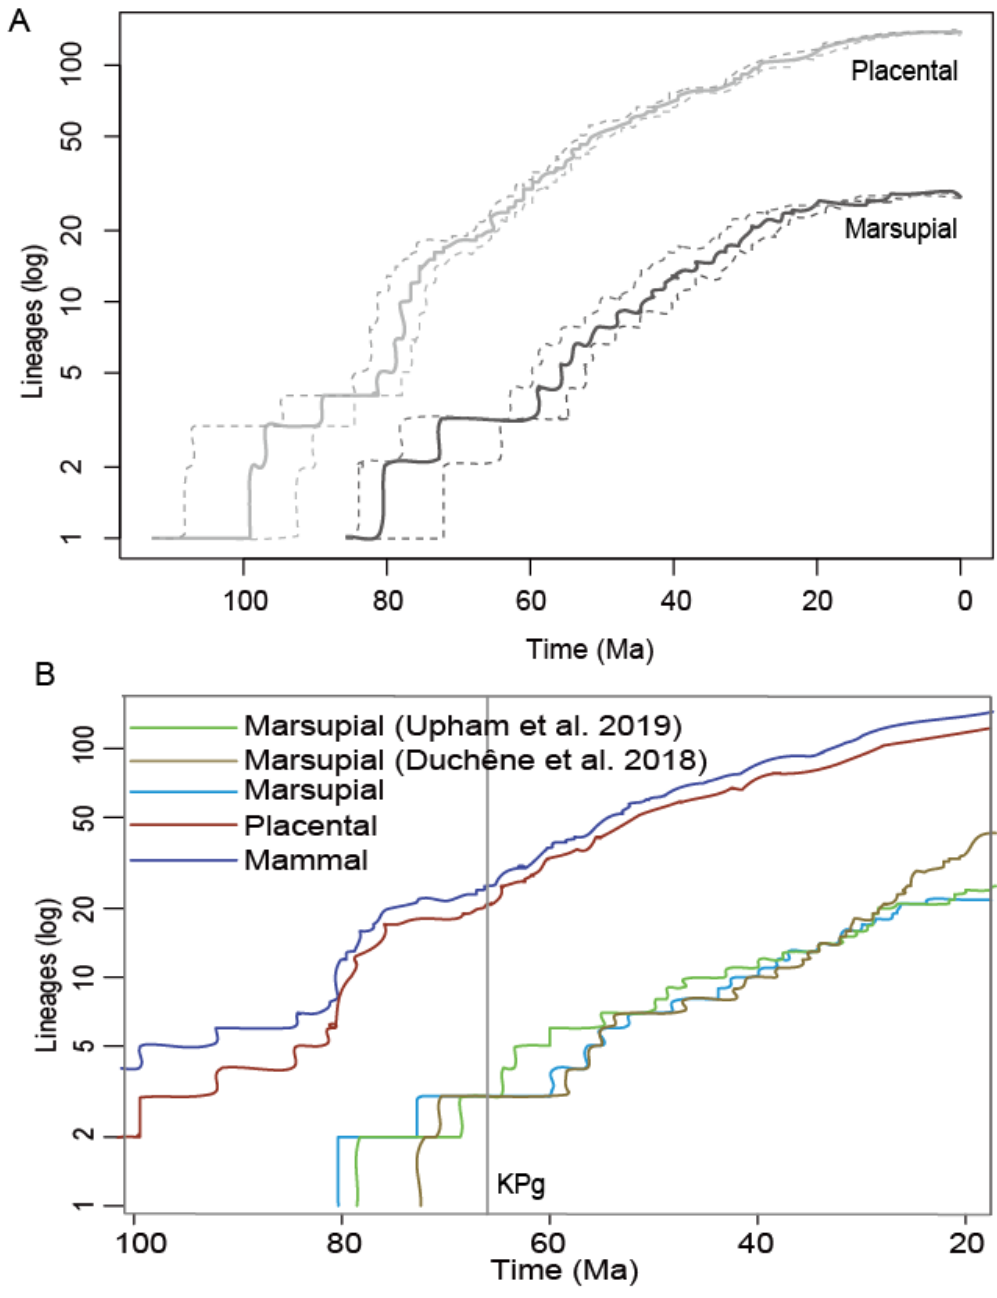 A
100
50
20
10
5
2
1
Lineages (log)
Placental
Marsupial
100
80
60
40
20
0
Time (Ma)
B
100
50
20
10
5
2
1
Lineages (log)
Marsupial (Upham et al. 2019)
Marsupial (Duchêne et al. 2018)
Marsupial
Placental
Mammal
KPg
100
80
60
40
20
Time (Ma)